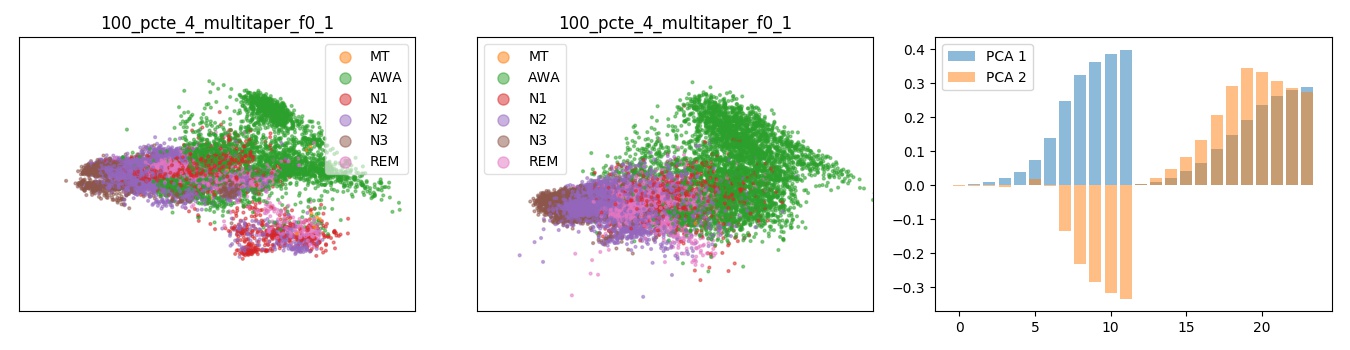 100_pcte_4_multitaper_f0_1
MT
AWA
N1
N2
N3
REM
100_pcte_4_multitaper_f0_1
MT
AWA
N1
N2
N3
REM
PCA 1
PCA 2
0.4
0.3
0.2
0.1
0.0
−0.1
−0.2
−0.3
0 5 10 15 20